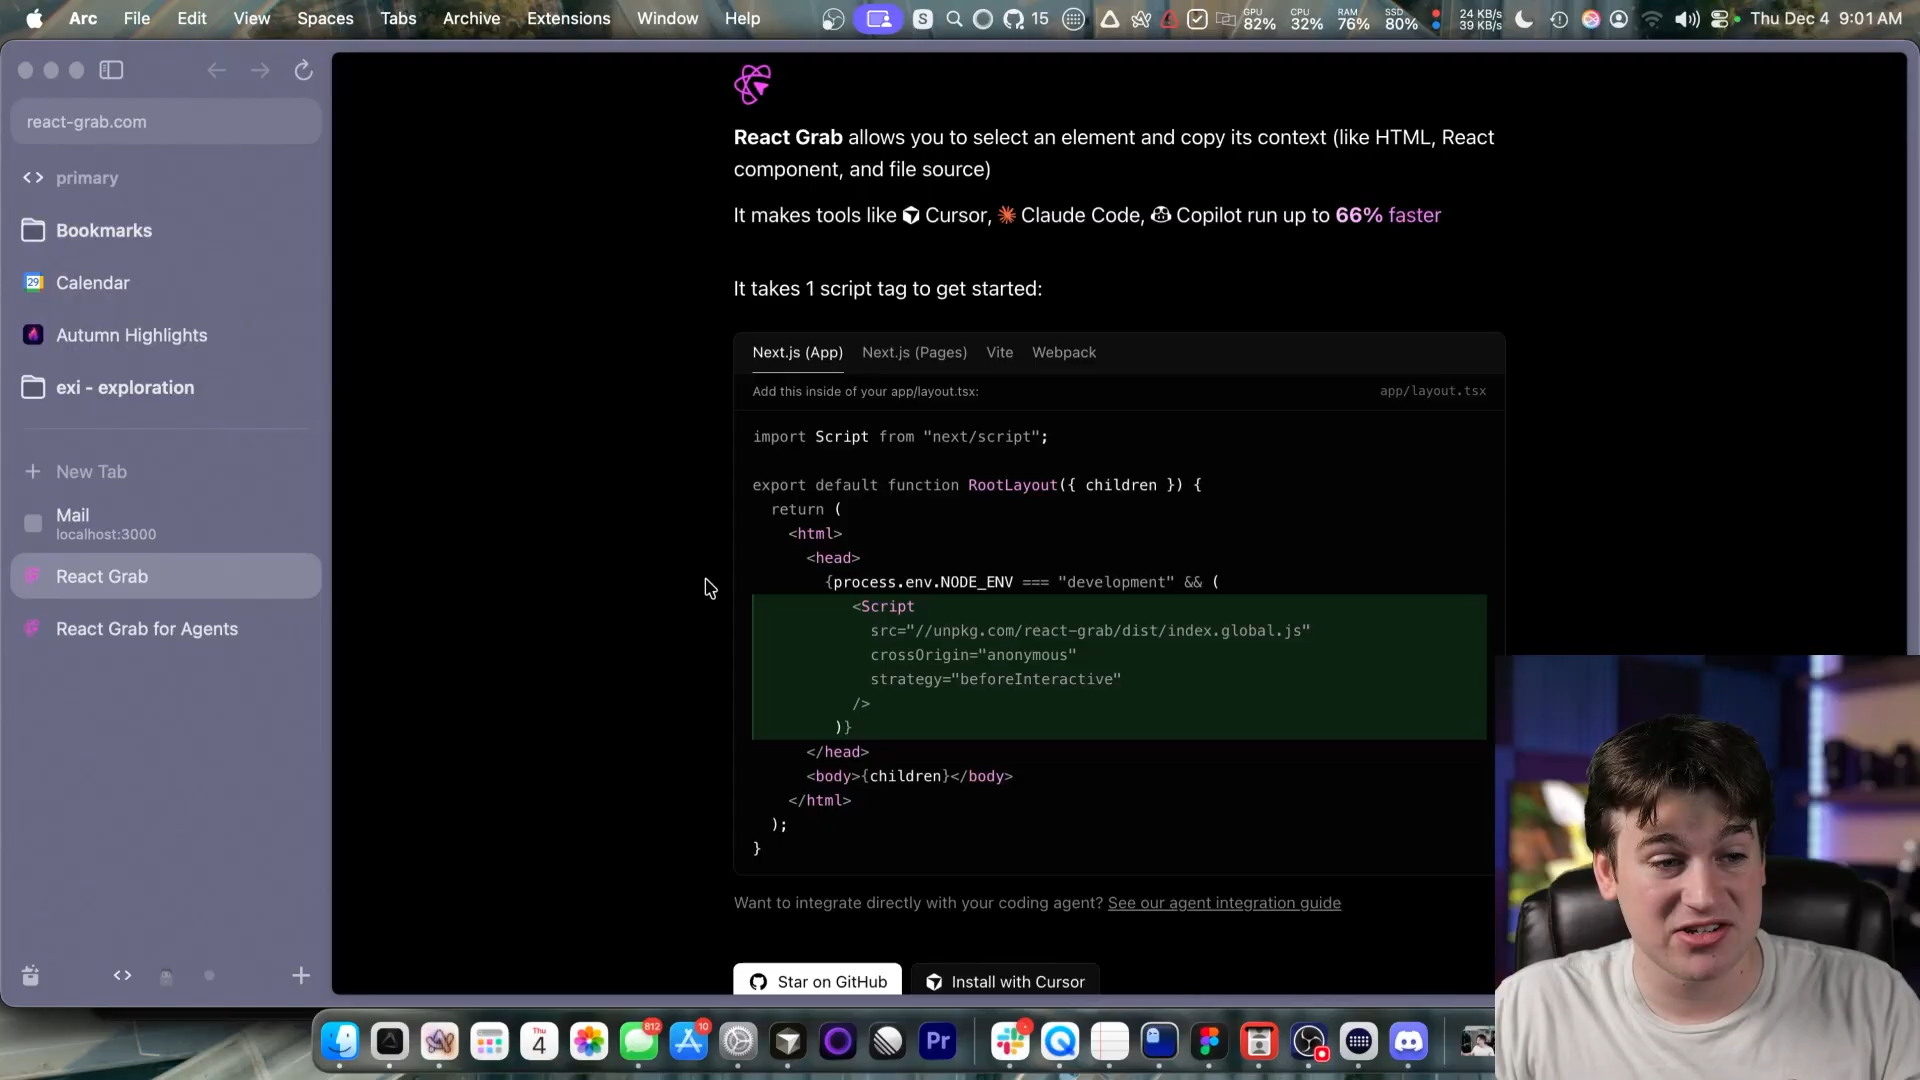 Arc File Edit View Spaces Tabs Archive Extensions Window Help
15 GPU 82% CPU 32% RAM 76% SSD 80% 24 KB/s 39 KB/s Thu Dec 4 9:01 AM
react-grab.com
primary
Bookmarks
29 Calendar
Autumn Highlights
exi - exploration
New Tab
Mail
localhost:3000
React Grab
React Grab for Agents
React Grab allows you to select an element and copy its context (like HTML, React
component, and file source)
It makes tools like Cursor, Claude Code, Copilot run up to 66% faster
It takes 1 script tag to get started:
Next.js (App) Next.js (Pages) Vite Webpack
Add this inside of your app/layout.tsx: app/layout.tsx
import Script from "next/script";
export default function RootLayout({ children }) {
return (
<html>
<head>
{process.env.NODE_ENV === "development" && (
<Script
src="//unpkg.com/react-grab/dist/index.global.js"
crossOrigin="anonymous"
strategy="beforeInteractive"
/>
)}
</head>
<body>{children}</body>
</html>
);
}
Want to integrate directly with your coding agent? See our agent integration guide
Star on GitHub Install with Cursor
Thu 4 812 10 Pr